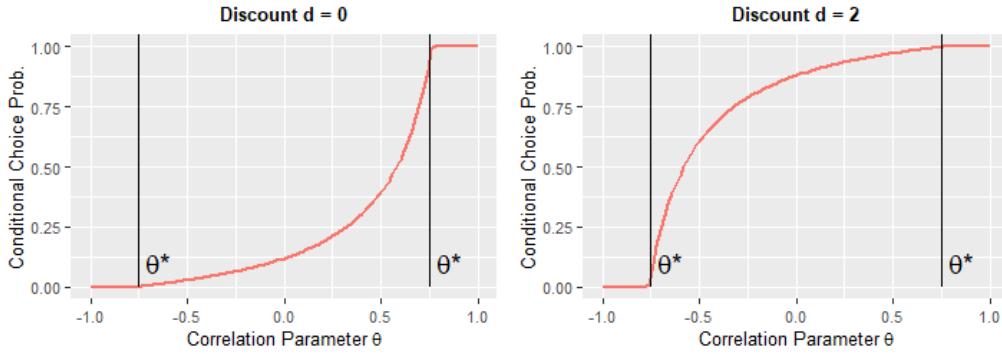 Discount d = 0
Conditional Choice Prob.
1.00
0.75
0.50
0.25
0.00
θ*
θ*
-1.0
-0.5
0.0
0.5
1.0
Correlation Parameter θ
Discount d = 2
Conditional Choice Prob.
1.00
0.75
0.50
0.25
0.00
θ*
θ*
-1.0
-0.5
0.0
0.5
1.0
Correlation Parameter θ